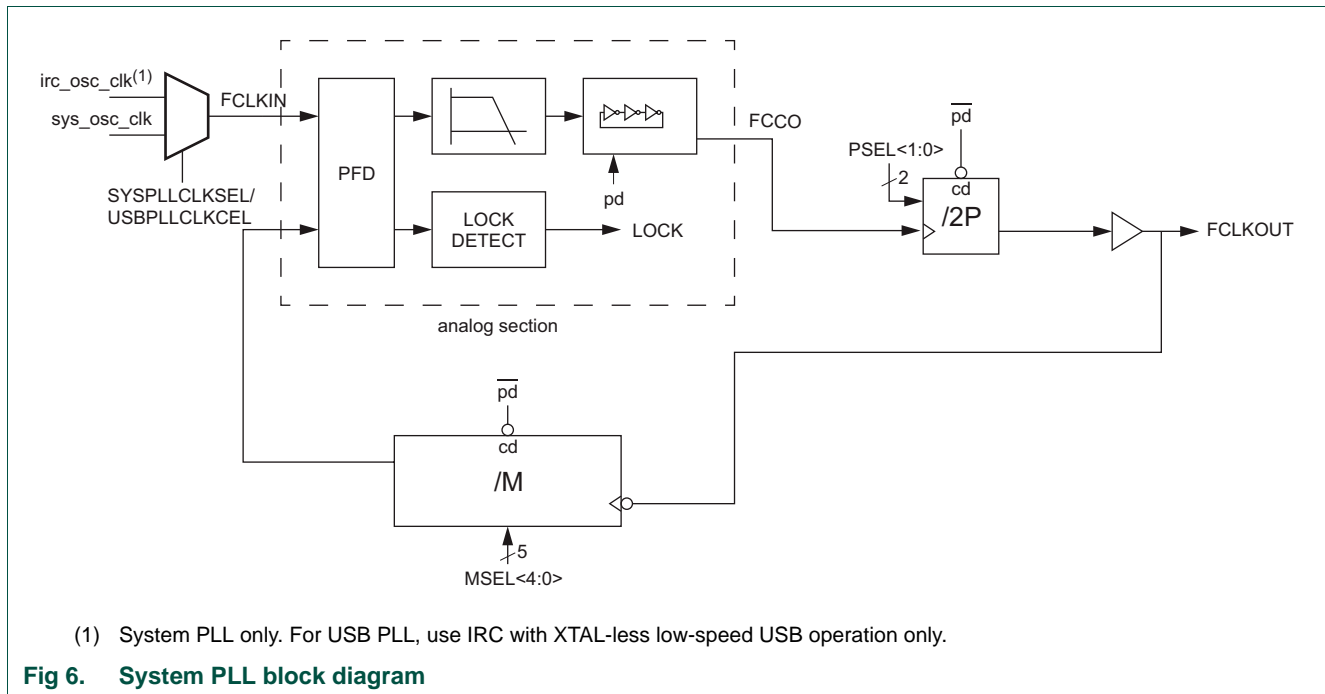 irc_osc_clk(1)
sys_osc_clk
FCLKIN
SYSPLLCLKSEL/
USBPLLCLKCEL
PFD
pd
LOCK
DETECT
LOCK
analog section
FCCO
pd
PSEL<1:0>
2
cd
/2P
FCLKOUT
pd
cd
/M
5
MSEL<4:0>
(1) System PLL only. For USB PLL, use IRC with XTAL-less low-speed USB operation only.
Fig 6. System PLL block diagram